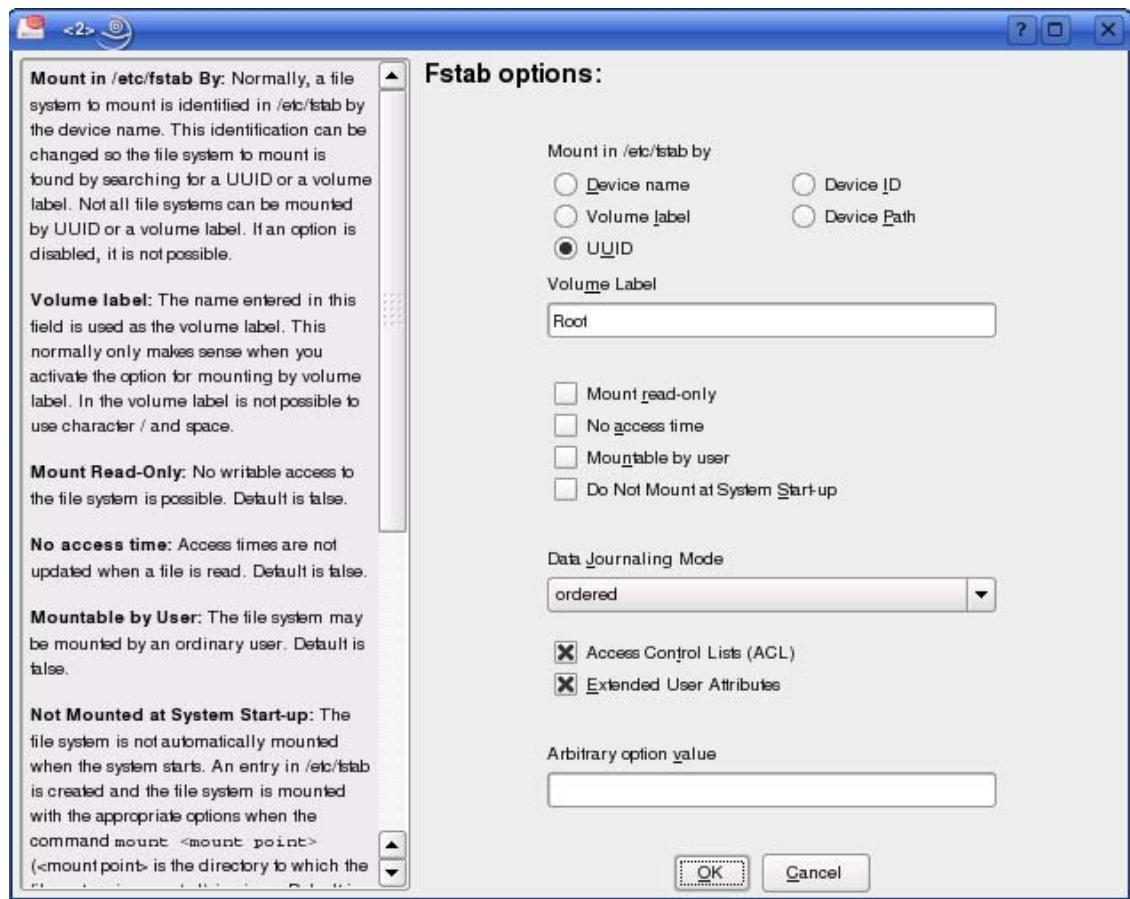 <2>
?
Mount in /etc/fstab By: Normally, a file
system to mount is identified in /etc/fstab by
the device name. This identification can be
changed so the file system to mount is
found by searching for a UUID or a volume
label. Not all file systems can be mounted
by UUID or a volume label. If an option is
disabled, it is not possible.
Volume label: The name entered in this
field is used as the volume label. This
normally only makes sense when you
activate the option for mounting by volume
label. In the volume label is not possible to
use character / and space.
Mount Read-Only: No writable access to
the file system is possible. Default is false.
No access time: Access times are not
updated when a file is read. Default is false.
Mountable by User: The file system may
be mounted by an ordinary user. Default is
false.
Not Mounted at System Start-up: The
file system is not automatically mounted
when the system starts. An entry in /etc/fstab
is created and the file system is mounted
with the appropriate options when the
command mount <mount point>
(<mount point> is the directory to which the
Fstab options:
Mount in /etc/fstab by
Device name
Device ID
Volume label
Device Path
UUID
Volume Label
Root
Mount read-only
No access time
Mountable by user
Do Not Mount at System Start-up
Data Journaling Mode
ordered
Access Control Lists (ACL)
Extended User Attributes
Arbitrary option value
OK
Cancel